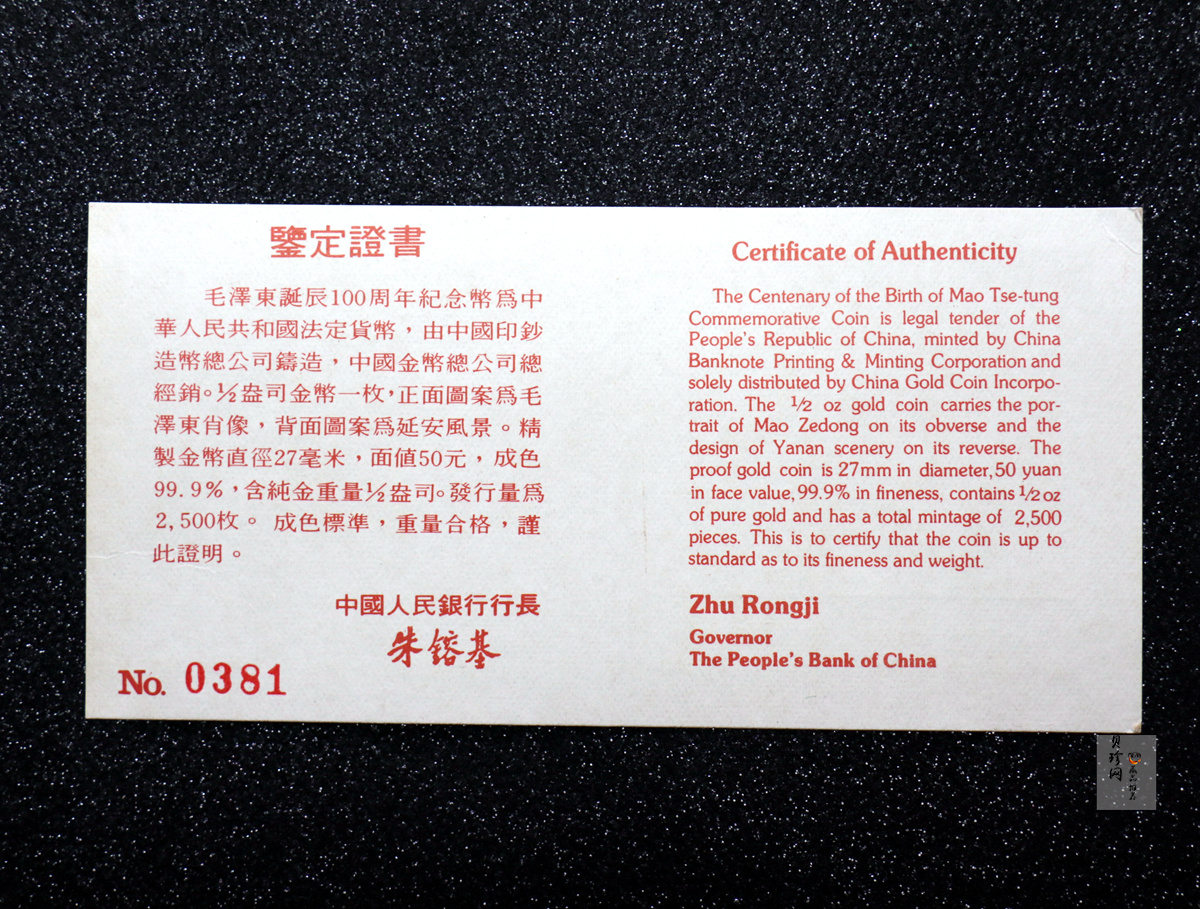 鑒定證書
毛澤東誕辰100周年紀念幣爲中
華人民共和國法定貨幣，由中國印鈔
造幣總公司鑄造，中國金幣總公司總
經銷。½盎司金幣一枚，正面圖案爲毛
澤東肖像，背面圖案爲延安風景。精
製金幣直徑27毫米，面値50元，成色
99.9%，含純金重量½盎司。發行量爲
2,500枚。成色標準，重量合格，謹
此證明。
中國人民銀行行長
朱鎔基
No. 0381
Certificate of Authenticity
The Centenary of the Birth of Mao Tse-tung
Commemorative Coin is legal tender of the
People's Republic of China, minted by China
Banknote Printing & Minting Corporation and
solely distributed by China Gold Coin Incorpo-
ration. The ½ oz gold coin carries the por-
trait of Mao Zedong on its obverse and the
design of Yanan scenery on its reverse. The
proof gold coin is 27mm in diameter, 50 yuan
in face value, 99.9% in fineness, contains ½ oz
of pure gold and has a total mintage of 2,500
pieces. This is to certify that the coin is up to
standard as to its fineness and weight.
Zhu Rongji
Governor
The People's Bank of China